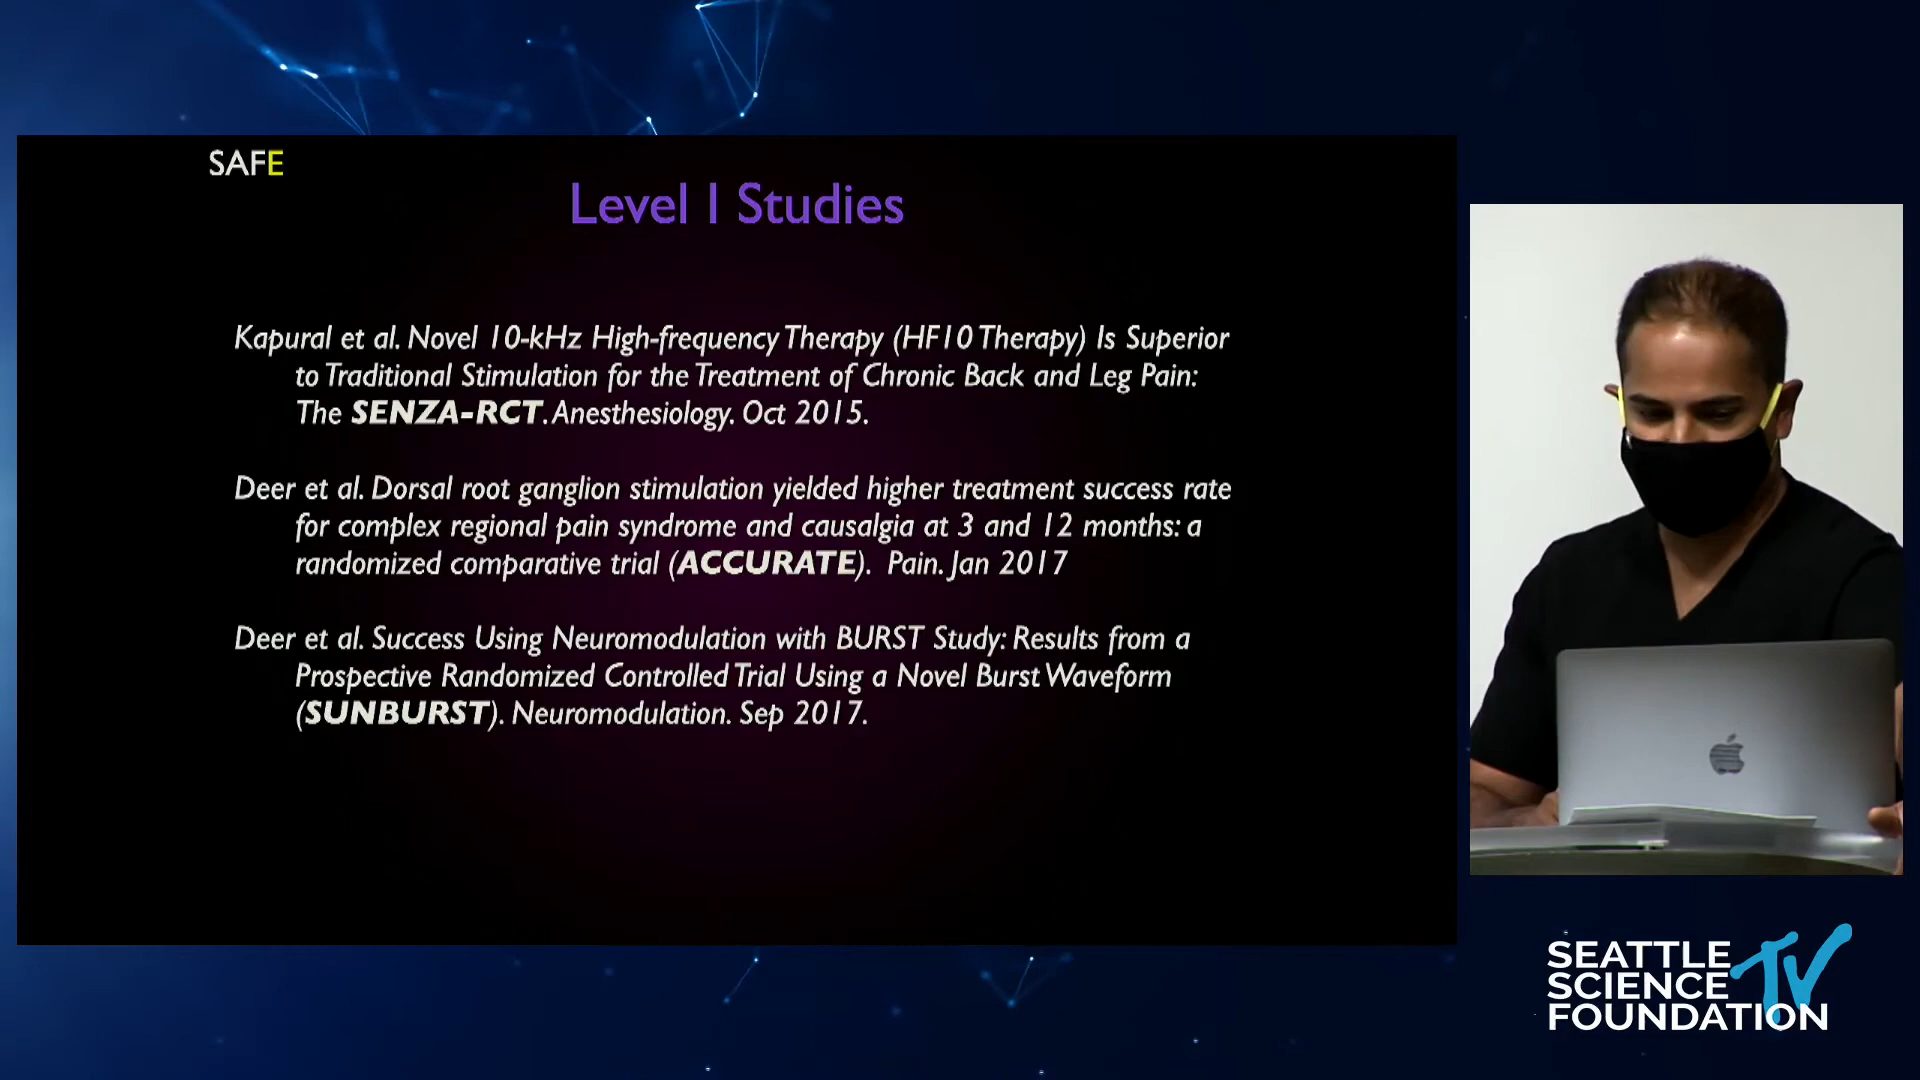 SAFE
Level 1 Studies
Kapural et al. Novel 10-kHz High-frequency Therapy (HF10 Therapy) Is Superior
to Traditional Stimulation for the Treatment of Chronic Back and Leg Pain:
The SENZA-RCT. Anesthesiology. Oct 2015.
Deer et al. Dorsal root ganglion stimulation yielded higher treatment success rate
for complex regional pain syndrome and causalgia at 3 and 12 months: a
randomized comparative trial (ACCURATE). Pain. Jan 2017
Deer et al. Success Using Neuromodulation with BURST Study: Results from a
Prospective Randomized Controlled Trial Using a Novel Burst Waveform
(SUNBURST). Neuromodulation. Sep 2017.
SEATTLE
SCIENCE TV
FOUNDATION